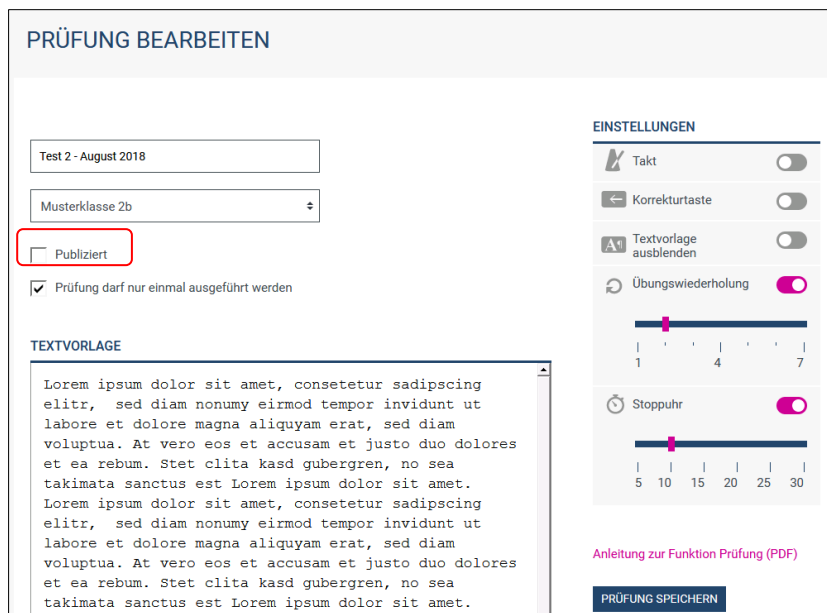 PRÜFUNG BEARBEITEN
Test 2 - August 2018
Musterklasse 2b
Publiziert
Prüfung darf nur einmal ausgeführt werden
TEXTVORLAGE
Lorem ipsum dolor sit amet, consetetur sadipscing
elitr,  sed diam nonumy eirmod tempor invidunt ut
labore et dolore magna aliquyam erat, sed diam
voluptua. At vero eos et accusam et justo duo dolores
et ea rebum. Stet clita kasd gubergren, no sea
takimata sanctus est Lorem ipsum dolor sit amet.
Lorem ipsum dolor sit amet, consetetur sadipscing
elitr,  sed diam nonumy eirmod tempor invidunt ut
labore et dolore magna aliquyam erat, sed diam
voluptua. At vero eos et accusam et justo duo dolores
et ea rebum. Stet clita kasd gubergren, no sea
takimata sanctus est Lorem ipsum dolor sit amet.
EINSTELLUNGEN
Takt
Korrekturtaste
Textvorlage
ausblenden
Übungswiederholung
1 4 7
Stoppuhr
5 10 15 20 25 30
Anleitung zur Funktion Prüfung (PDF)
PRÜFUNG SPEICHERN